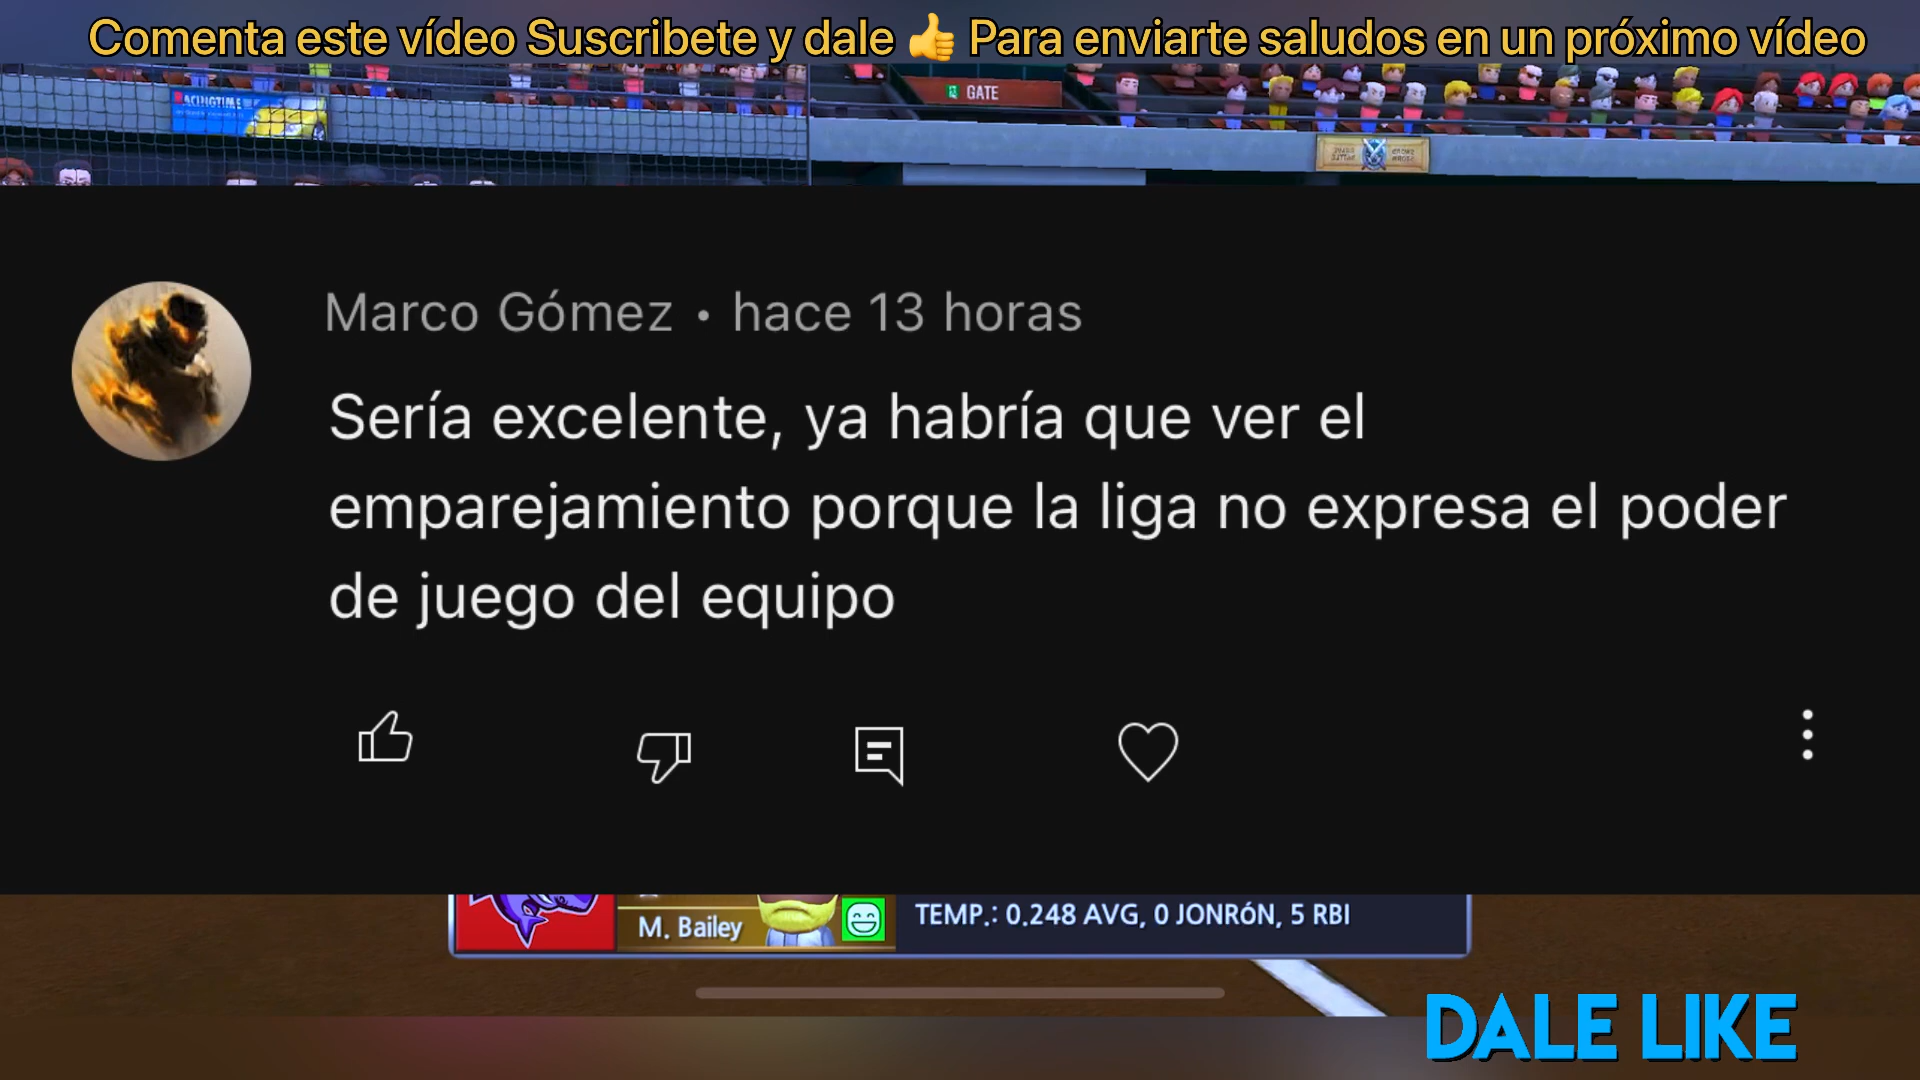 Comenta este vídeo Suscribete y dale 👍 Para enviarte saludos en un próximo vídeo
GATE
Marco Gómez • hace 13 horas
Sería excelente, ya habría que ver el
emparejamiento porque la liga no expresa el poder
de juego del equipo
M. Bailey
TEMP.: 0.248 AVG, 0 JONRÓN, 5 RBI
DALE LIKE